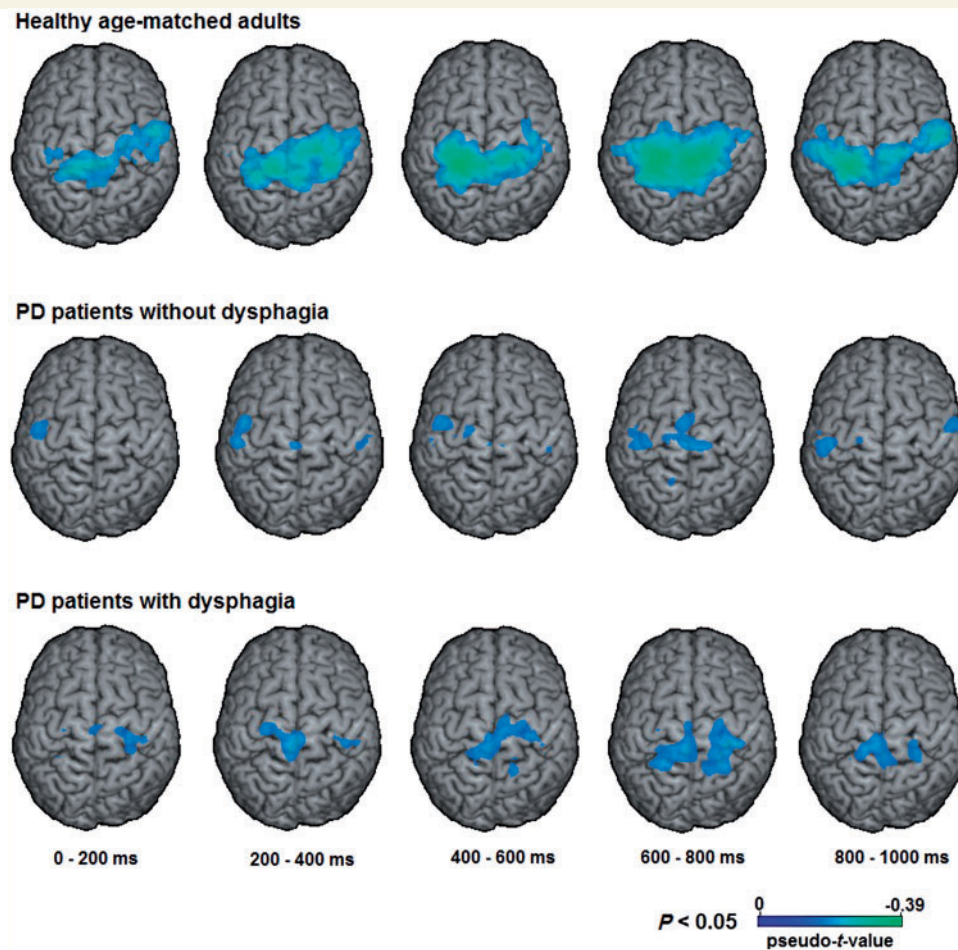 Healthy age-matched adults
PD patients without dysphagia
PD patients with dysphagia
0 - 200 ms 200 - 400 ms 400 - 600 ms 600 - 800 ms 800 - 1000 ms
0 -0.39
P < 0.05
pseudo-t-value